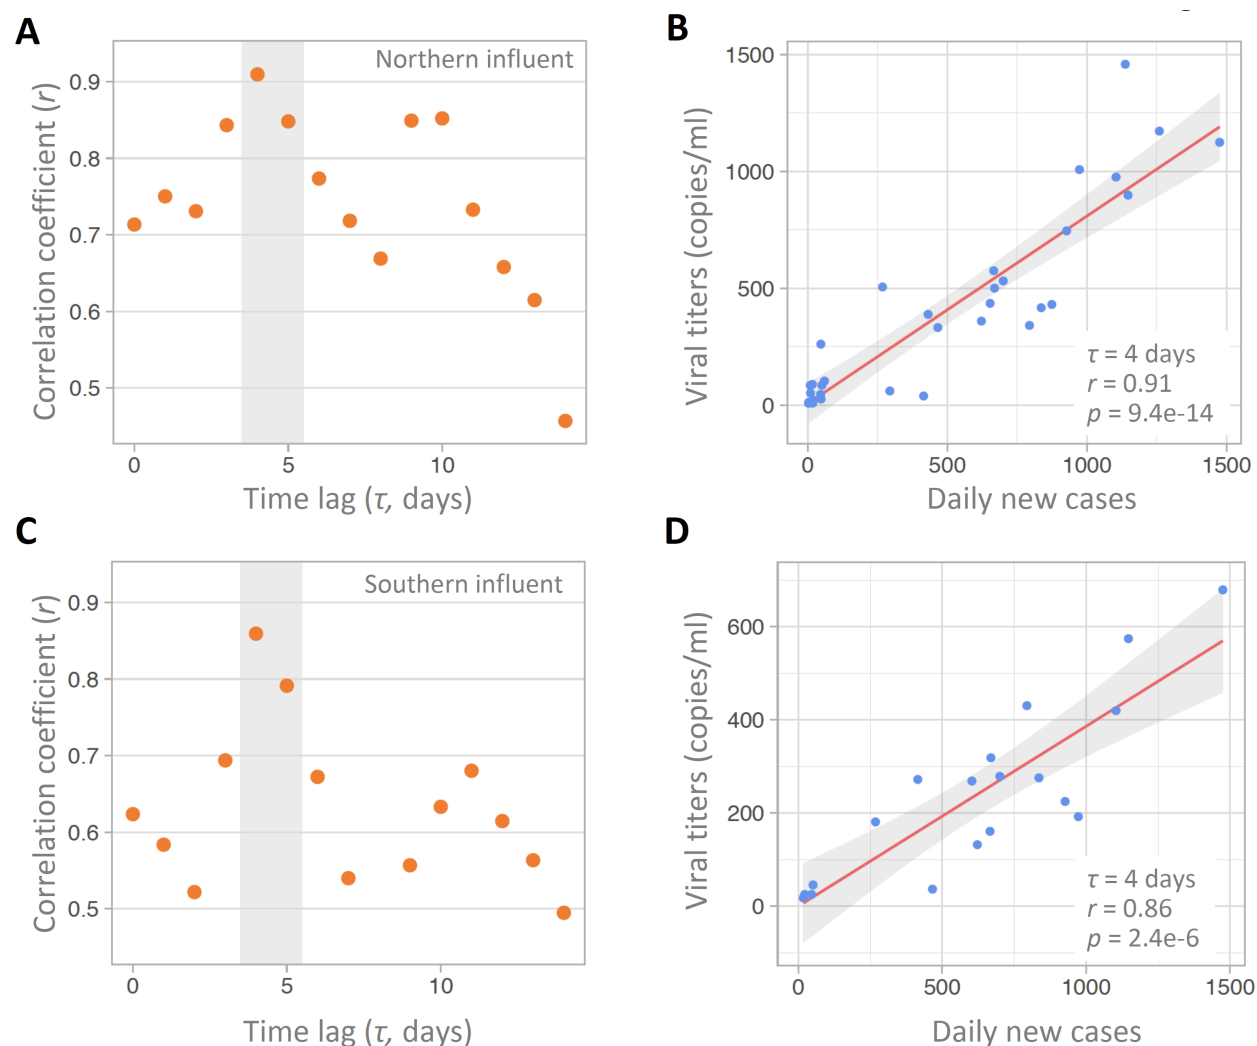 A
Northern influent
Correlation coefficient (r)
0.9
0.8
0.7
0.6
0.5
0
5
10
Time lag (τ, days)
B
Viral titers (copies/ml)
1500
1000
500
0
τ = 4 days
r = 0.91
p = 9.4e-14
0
500
1000
1500
Daily new cases
C
Southern influent
Correlation coefficient (r)
0.9
0.8
0.7
0.6
0.5
0
5
10
Time lag (τ, days)
D
Viral titers (copies/ml)
600
400
200
0
τ = 4 days
r = 0.86
p = 2.4e-6
0
500
1000
1500
Daily new cases